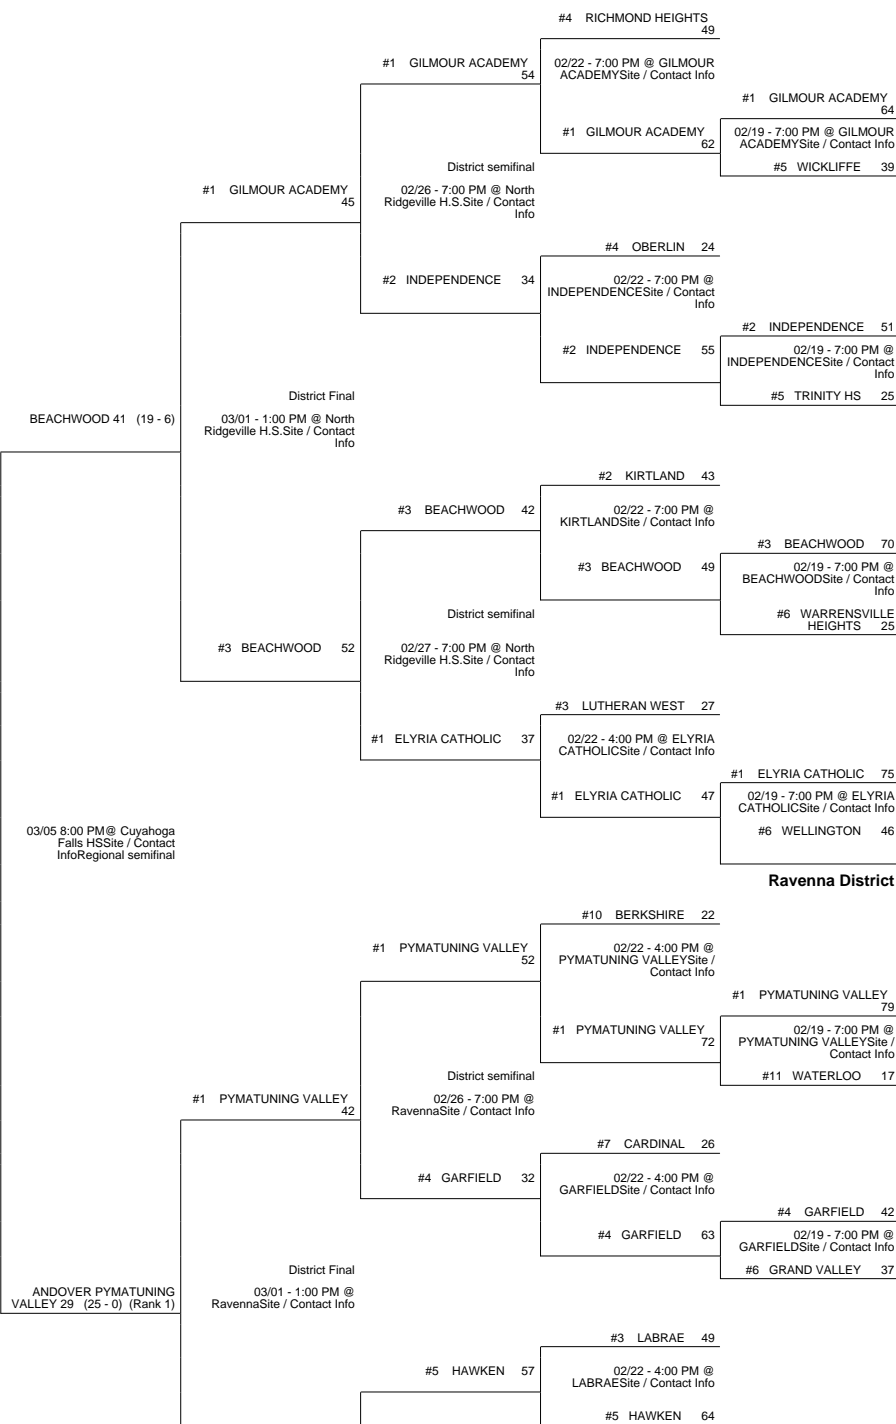 #4 RICHMOND HEIGHTS
49
#1 GILMOUR ACADEMY
54
02/22 - 7:00 PM @ GILMOUR
ACADEMYSite / Contact Info
#1 GILMOUR ACADEMY
64
#1 GILMOUR ACADEMY
62
02/19 - 7:00 PM @ GILMOUR
ACADEMYSite / Contact Info
District semifinal
#5 WICKLIFFE 39
#1 GILMOUR ACADEMY
45
02/26 - 7:00 PM @ North
Ridgeville H.S.Site / Contact
Info
#4 OBERLIN 24
#2 INDEPENDENCE 34
02/22 - 7:00 PM @
INDEPENDENCESite / Contact
Info
#2 INDEPENDENCE 51
#2 INDEPENDENCE 55
02/19 - 7:00 PM @
INDEPENDENCESite / Contact
Info
District Final
#5 TRINITY HS 25
BEACHWOOD 41 (19 - 6)
03/01 - 1:00 PM @ North
Ridgeville H.S.Site / Contact
Info
#2 KIRTLAND 43
#3 BEACHWOOD 42
02/22 - 7:00 PM @
KIRTLANDSite / Contact Info
#3 BEACHWOOD 70
#3 BEACHWOOD 49
02/19 - 7:00 PM @
BEACHWOODSite / Contact
Info
District semifinal
#6 WARRENSVILLE
HEIGHTS 25
#3 BEACHWOOD 52
02/27 - 7:00 PM @ North
Ridgeville H.S.Site / Contact
Info
#3 LUTHERAN WEST 27
#1 ELYRIA CATHOLIC 37
02/22 - 4:00 PM @ ELYRIA
CATHOLICSite / Contact Info
#1 ELYRIA CATHOLIC 75
#1 ELYRIA CATHOLIC 47
02/19 - 7:00 PM @ ELYRIA
CATHOLICSite / Contact Info
03/05 8:00 PM@ Cuyahoga
Falls HSSite / Contact
InfoRegional semifinal
#6 WELLINGTON 46
Ravenna District
#10 BERKSHIRE 22
#1 PYMATUNING VALLEY
52
02/22 - 4:00 PM @
PYMATUNING VALLEYSite /
Contact Info
#1 PYMATUNING VALLEY
79
#1 PYMATUNING VALLEY
72
02/19 - 7:00 PM @
PYMATUNING VALLEYSite /
Contact Info
District semifinal
#11 WATERLOO 17
#1 PYMATUNING VALLEY
42
02/26 - 7:00 PM @
RavennaSite / Contact Info
#7 CARDINAL 26
#4 GARFIELD 32
02/22 - 4:00 PM @
GARFIELDSite / Contact Info
#4 GARFIELD 42
#4 GARFIELD 63
02/19 - 7:00 PM @
GARFIELDSite / Contact Info
District Final
#6 GRAND VALLEY 37
ANDOVER PYMATUNING
VALLEY 29 (25 - 0) (Rank 1)
03/01 - 1:00 PM @
RavennaSite / Contact Info
#3 LABRAE 49
#5 HAWKEN 57
02/22 - 4:00 PM @
LABRAESite / Contact Info
#5 HAWKEN 64